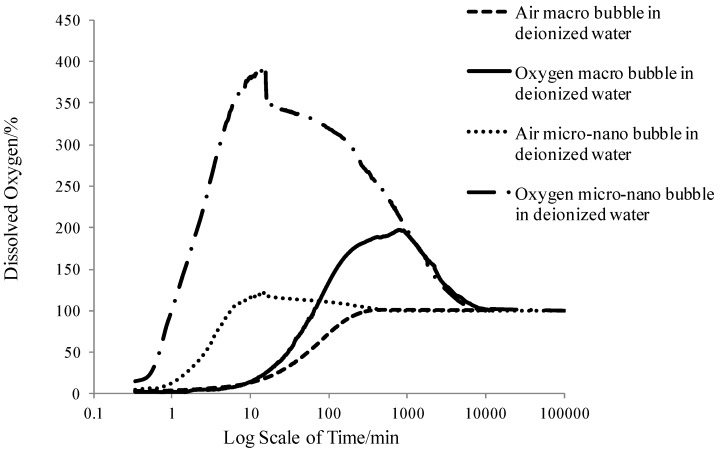 450
400
350
300
250
200
150
100
50
0
Dissolved Oxygen/%
0.1 1 10 100 1000 10000 100000
Log Scale of Time/min
Air macro bubble in
deionized water
Oxygen macro bubble in
deionized water
Air micro-nano bubble in
deionized water
Oxygen micro-nano bubble
in deionized water